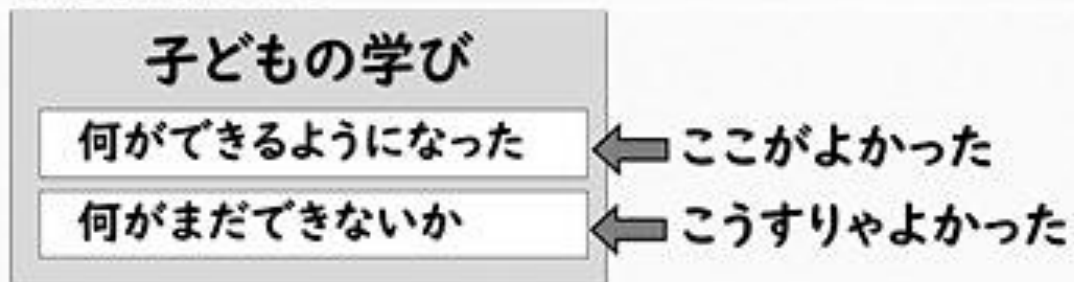 子どもの学び
何ができるようになった
ここがよかった
何がまだできないか
こうすりゃよかった